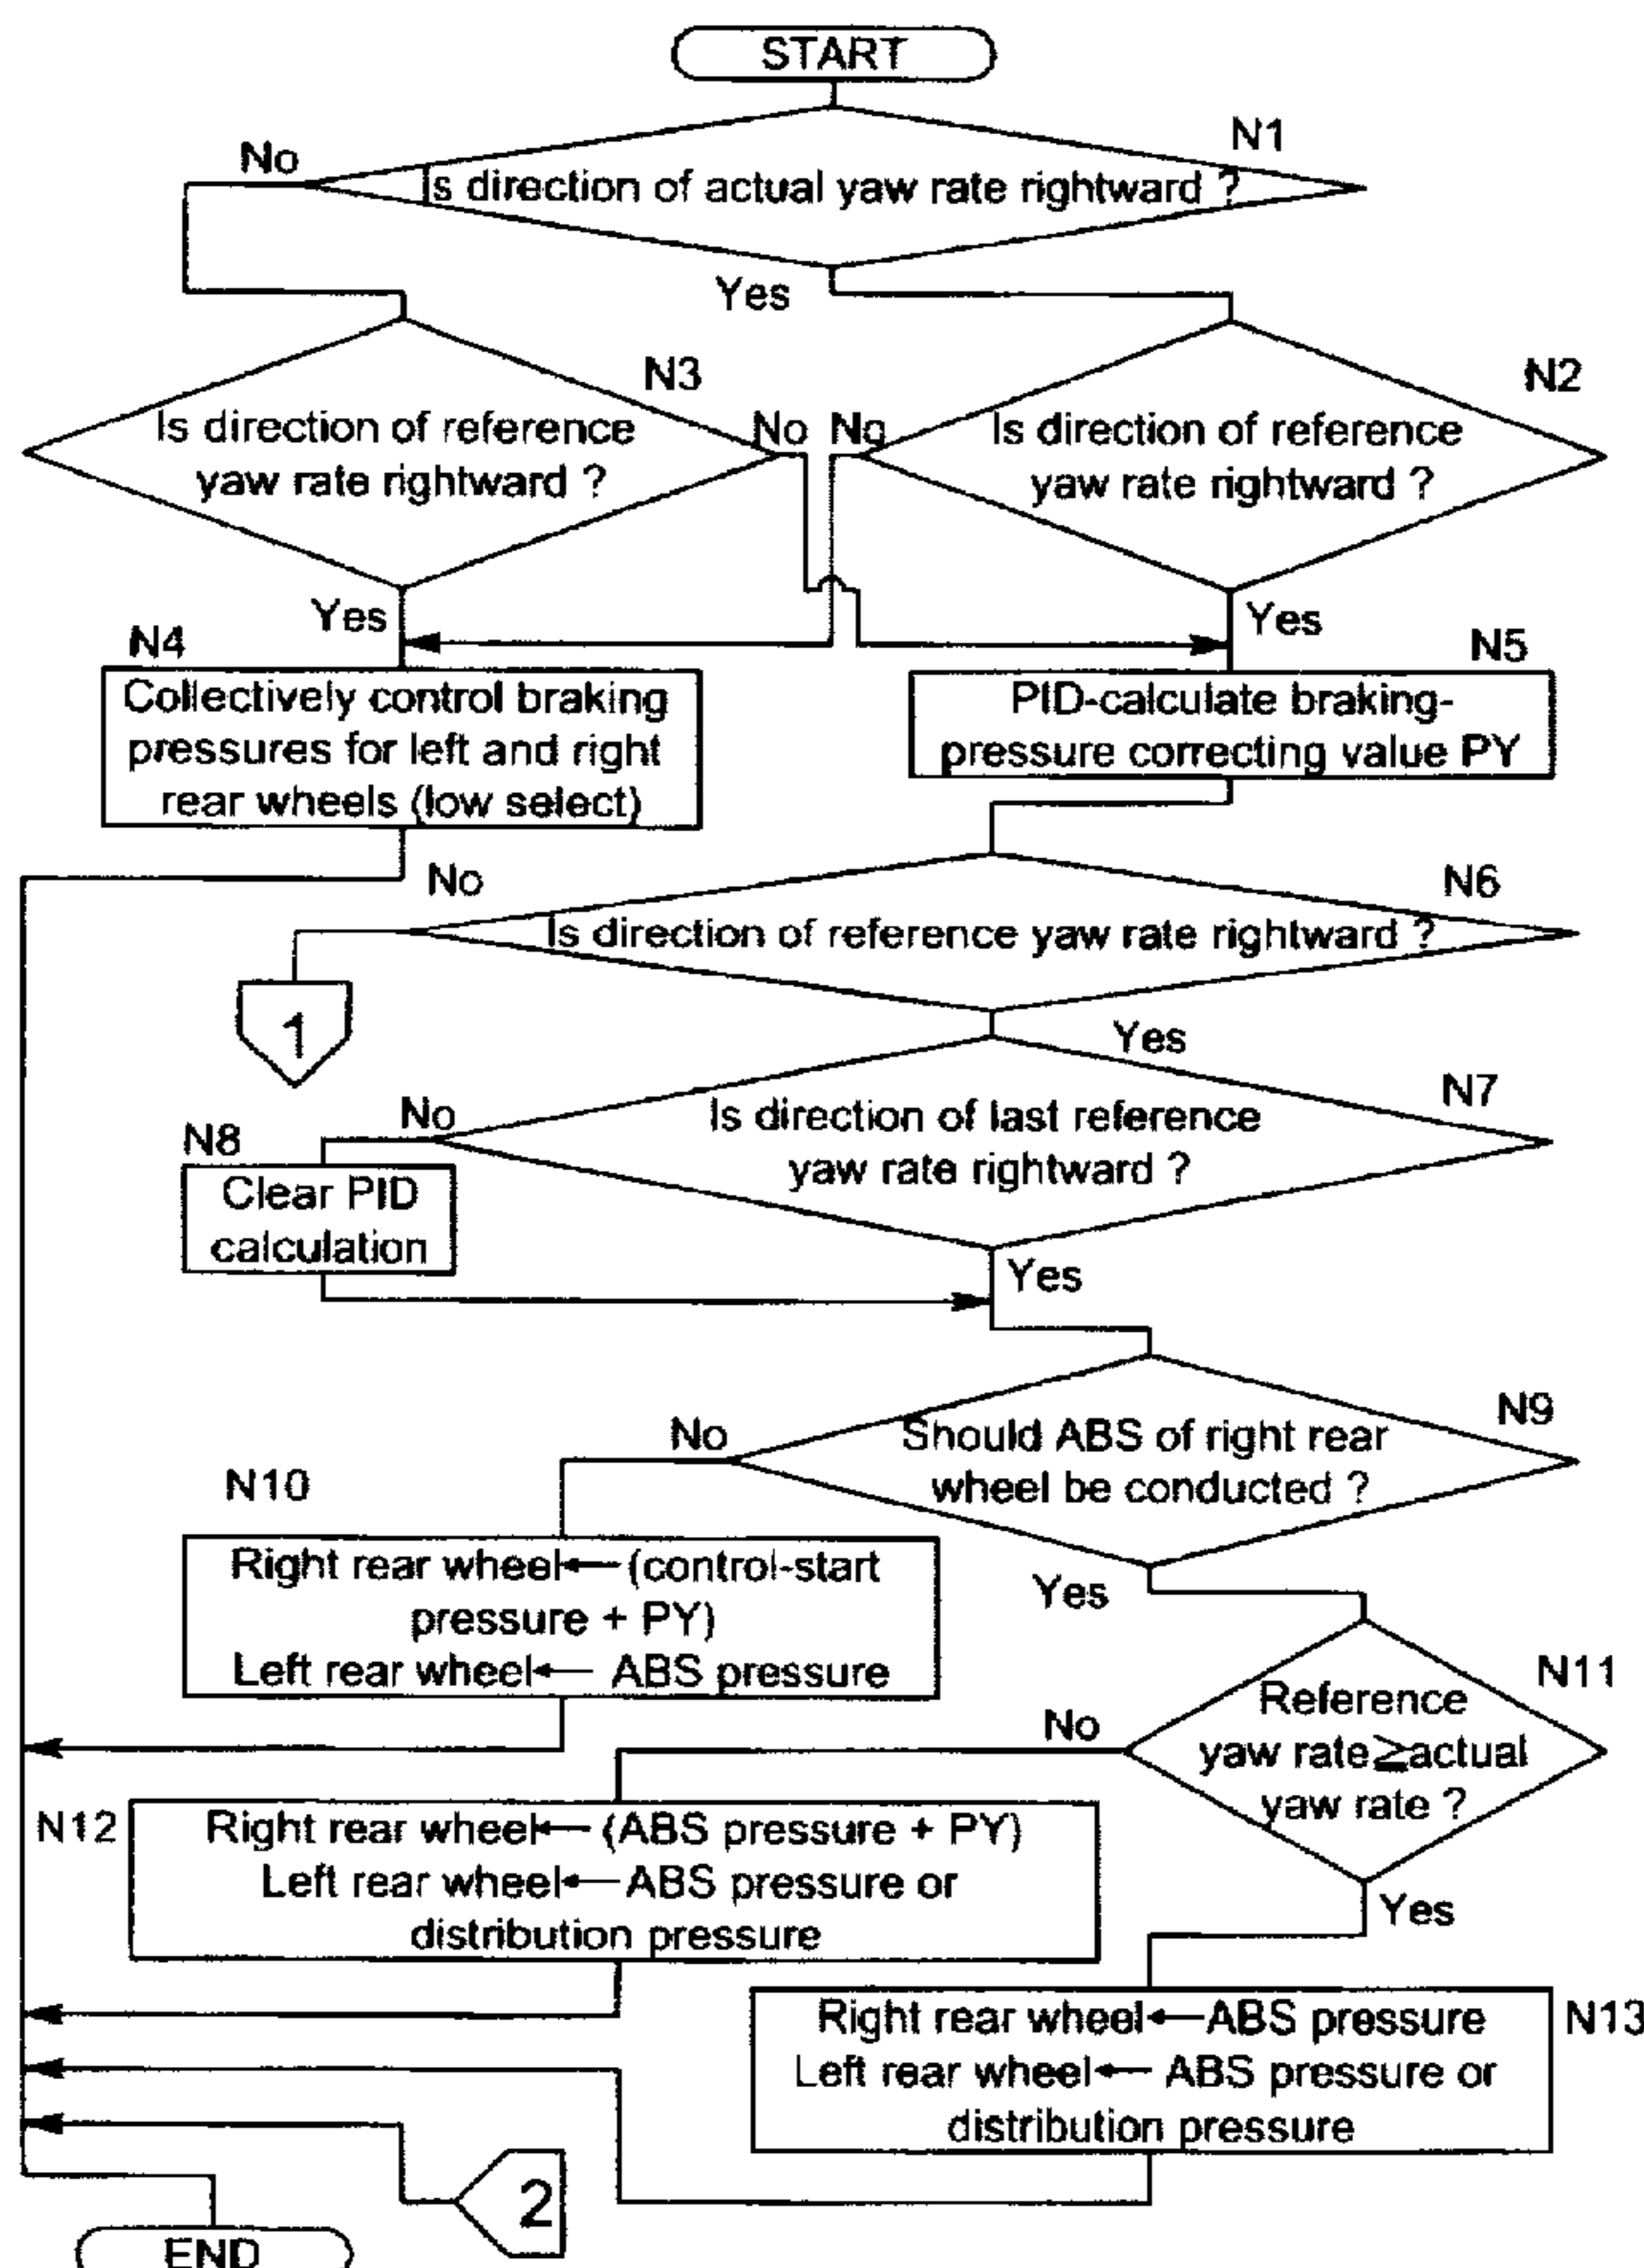 START
N1
No
Is direction of actual yaw rate rightward ?
Yes
N3
N2
Is direction of reference
yaw rate rightward ?
No
No
Is direction of reference
yaw rate rightward ?
Yes
Yes
N4
N5
Collectively control braking
pressures for left and right
rear wheels (low select)
PID-calculate braking-
pressure correcting value PY
No
N6
Is direction of reference yaw rate rightward ?
1
Yes
N7
No
Is direction of last reference
yaw rate rightward ?
N8
Clear PID
calculation
Yes
N9
No
Should ABS of right rear
wheel be conducted ?
N10
Yes
Right rear wheel← (control-start
pressure + PY)
Left rear wheel← ABS pressure
N11
Reference
yaw rate≧actual
yaw rate ?
No
N12
Right rear wheel← (ABS pressure + PY)
Left rear wheel← ABS pressure or
distribution pressure
Yes
N13
Right rear wheel←ABS pressure
Left rear wheel← ABS pressure or
distribution pressure
2
END